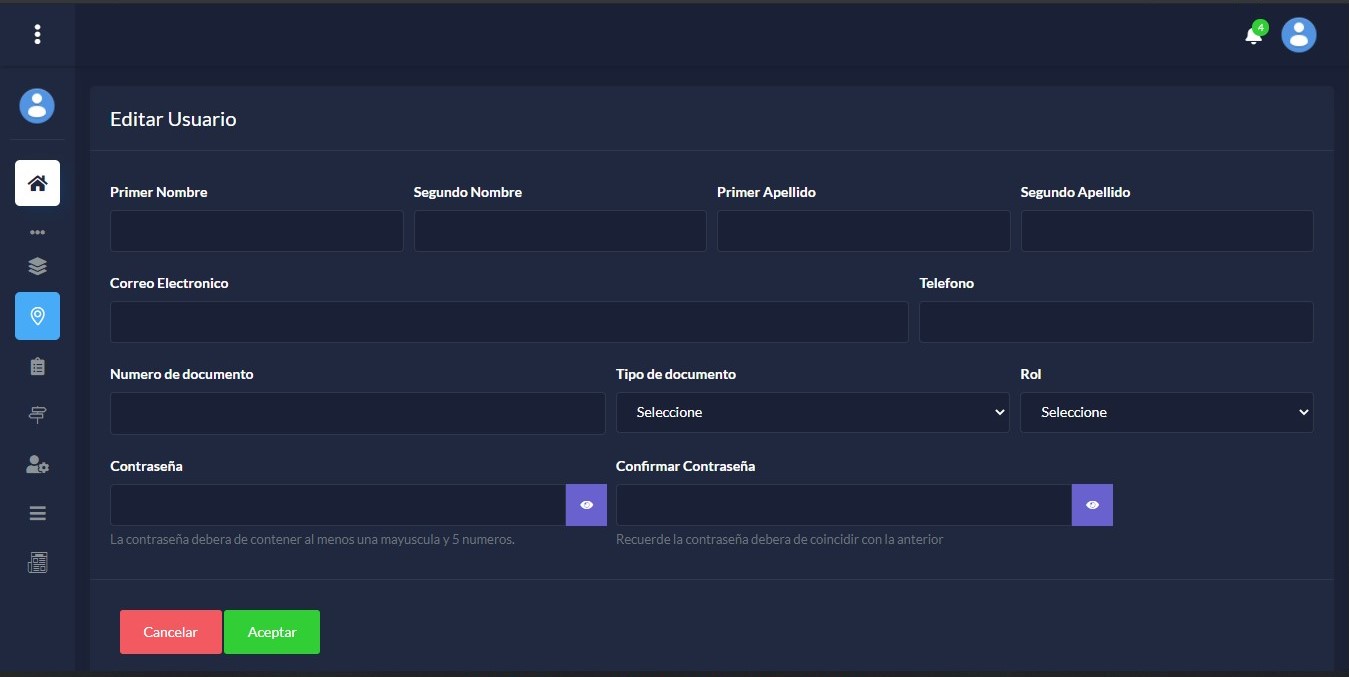 4
Editar Usuario
Primer Nombre
Segundo Nombre
Primer Apellido
Segundo Apellido
Correo Electronico
Telefono
Numero de documento
Tipo de documento
Rol
Seleccione
Seleccione
Contraseña
Confirmar Contraseña
La contraseña debera de contener al menos una mayuscula y 5 numeros.
Recuerde la contraseña debera de coincidir con la anterior
Cancelar
Aceptar